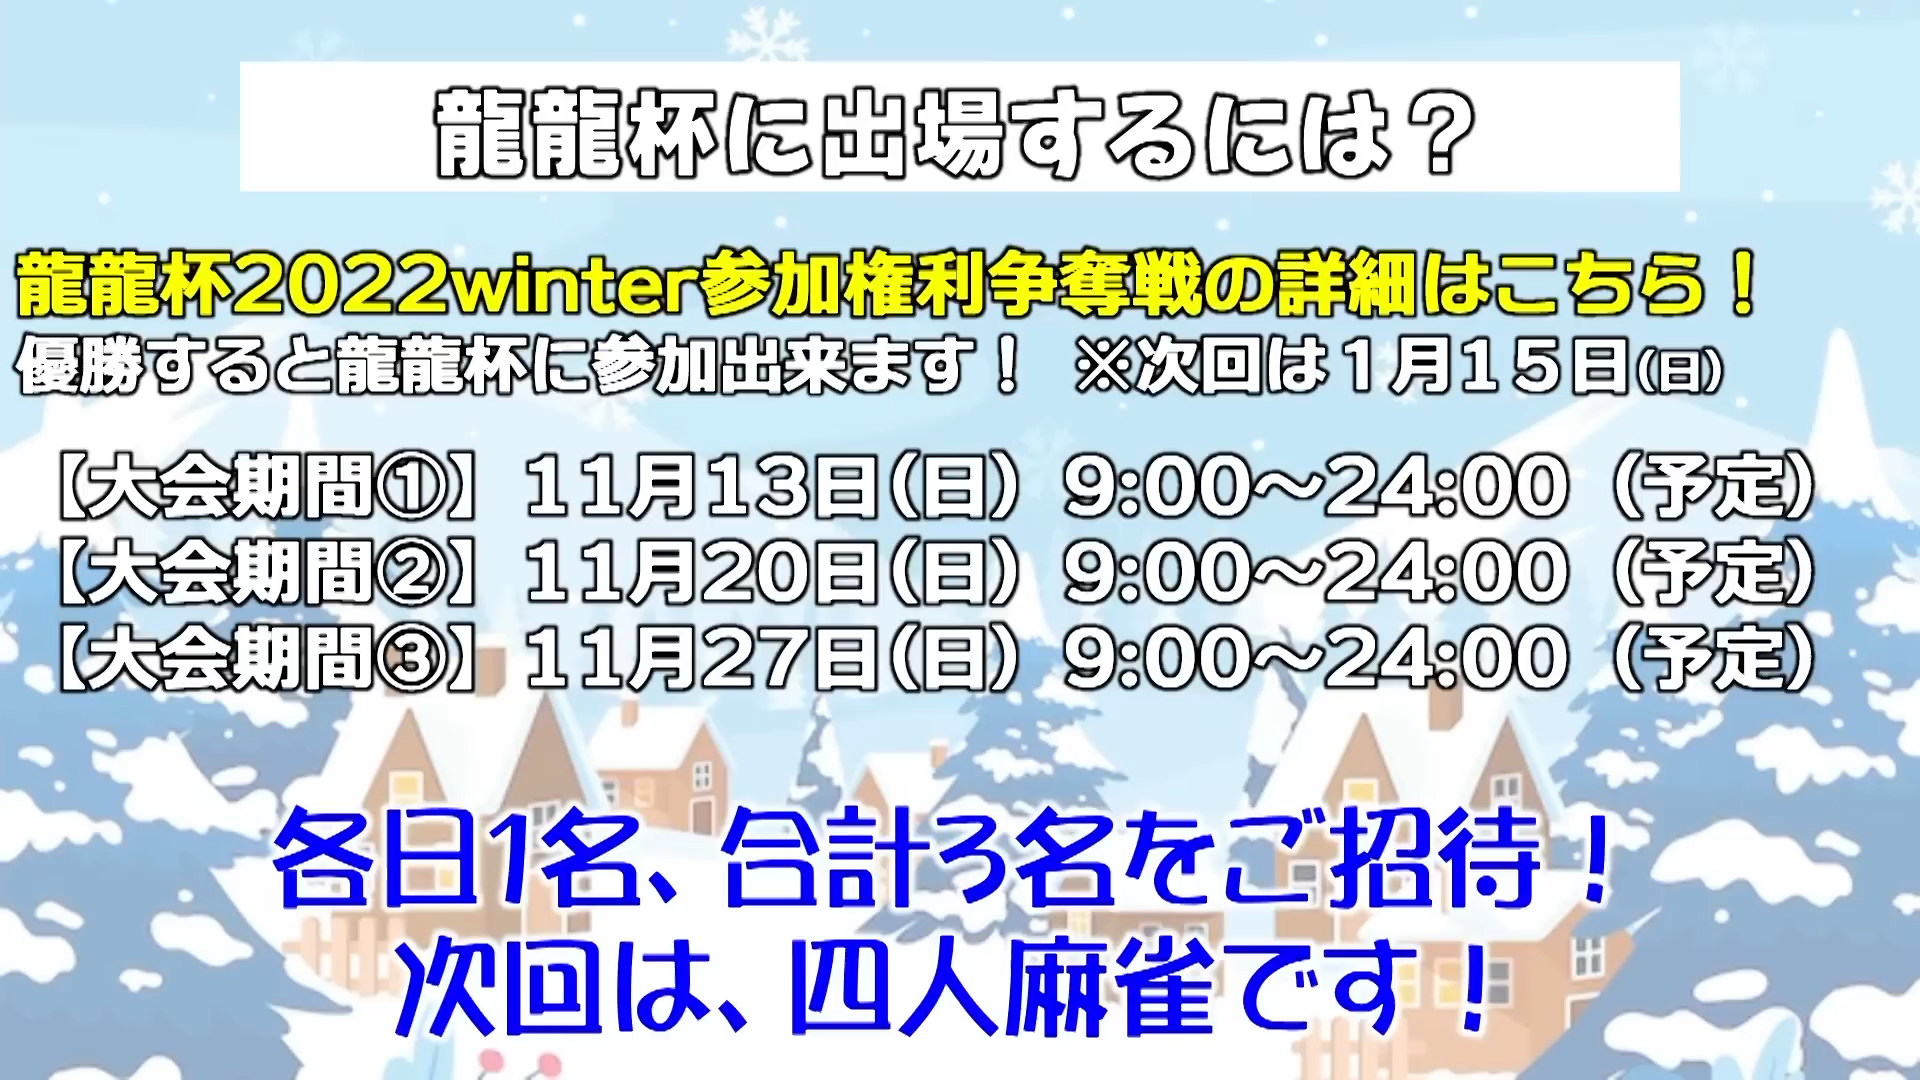 龍龍杯に出場するには？
龍龍杯2022winter参加権利争奪戦の詳細はこちら！
優勝すると龍龍杯に参加出来ます！ ※次回は１月１５日(日)
【大会期間①】 11月13日(日) 9:00～24:00（予定）
【大会期間②】 11月20日(日) 9:00～24:00（予定）
【大会期間③】 11月27日(日) 9:00～24:00（予定）
各日1名、合計3名をご招待！
次回は、四人麻雀です！